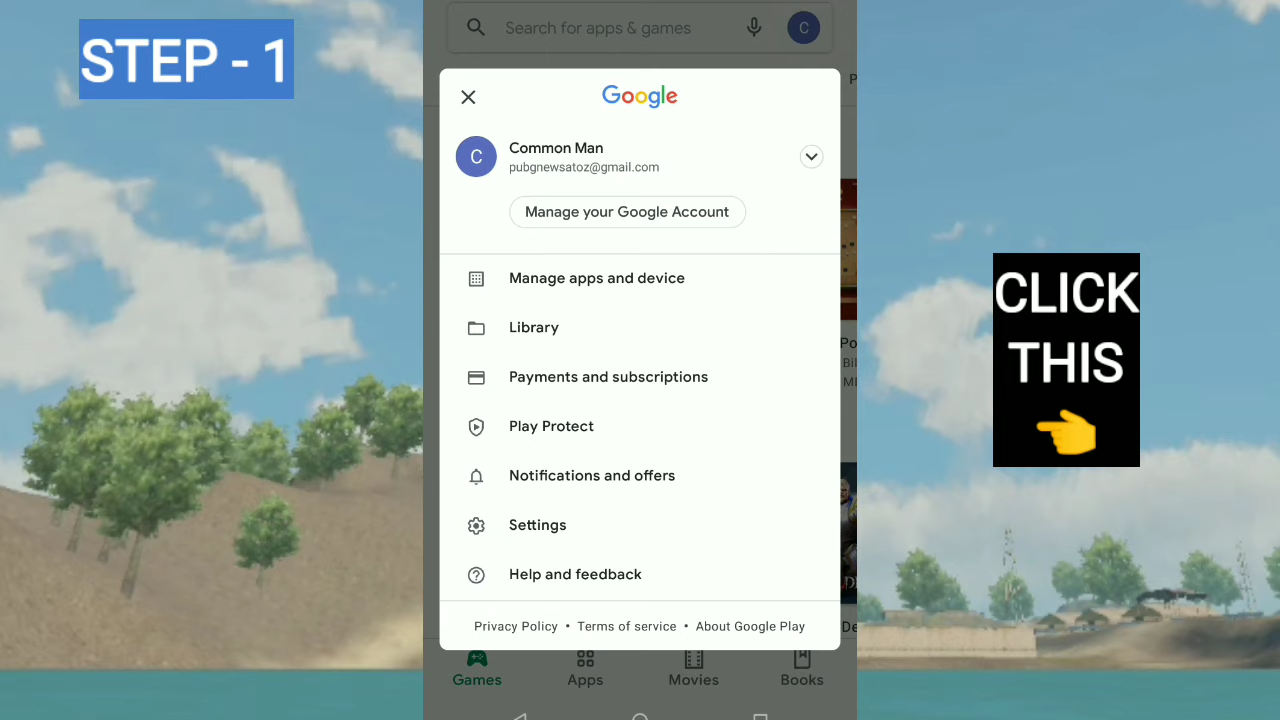 STEP - 1
Search for apps & games
C
Google
C
Common Man
pubgnewsatoz@gmail.com
Manage your Google Account
Manage apps and device
Library
Payments and subscriptions
Play Protect
Notifications and offers
Settings
Help and feedback
Privacy Policy • Terms of service • About Google Play
Games Apps Movies Books
CLICK
THIS